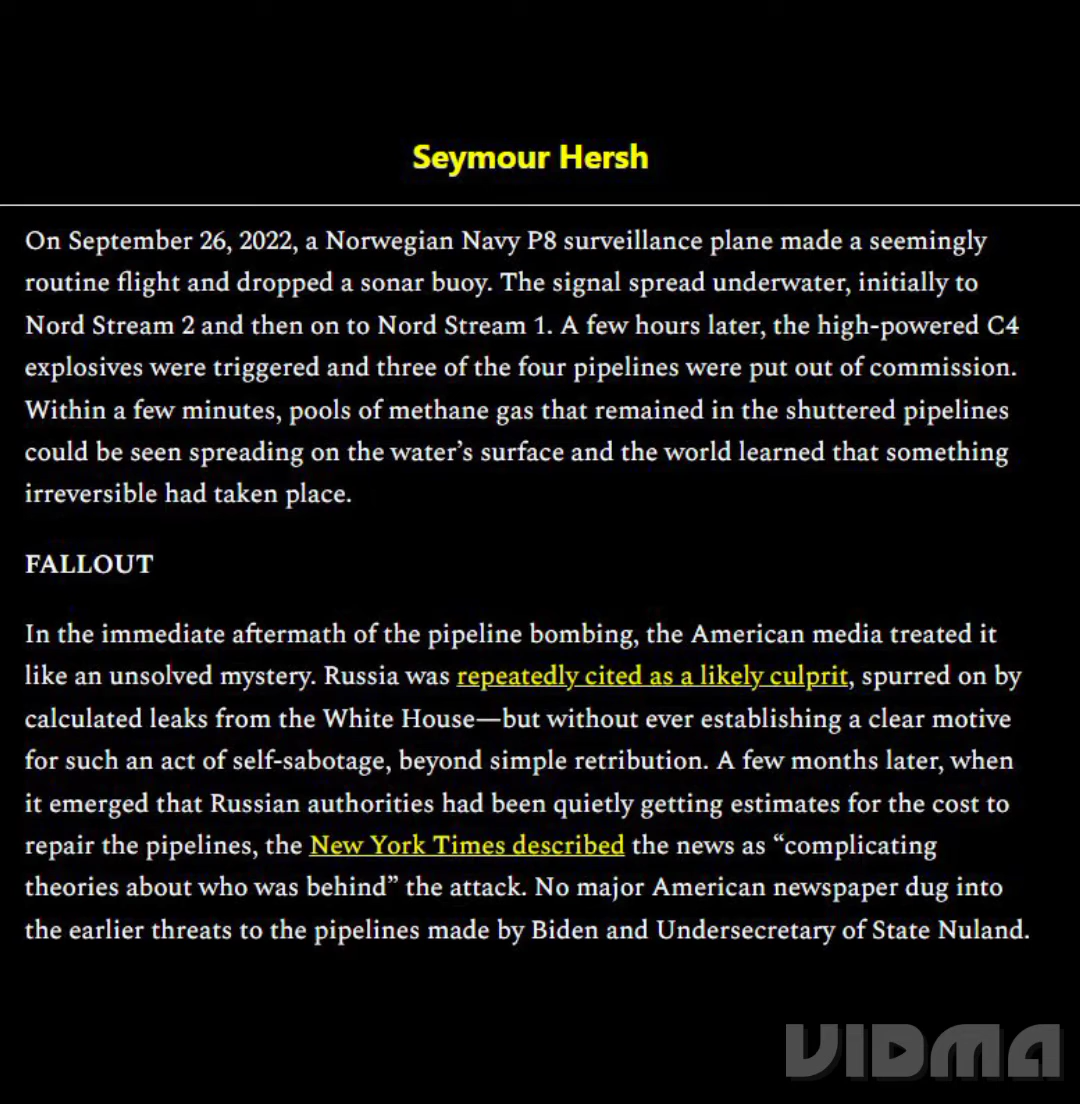 Seymour Hersh
On September 26, 2022, a Norwegian Navy P8 surveillance plane made a seemingly
routine flight and dropped a sonar buoy. The signal spread underwater, initially to
Nord Stream 2 and then on to Nord Stream 1. A few hours later, the high-powered C4
explosives were triggered and three of the four pipelines were put out of commission.
Within a few minutes, pools of methane gas that remained in the shuttered pipelines
could be seen spreading on the water’s surface and the world learned that something
irreversible had taken place.
FALLOUT
In the immediate aftermath of the pipeline bombing, the American media treated it
like an unsolved mystery. Russia was repeatedly cited as a likely culprit, spurred on by
calculated leaks from the White House—but without ever establishing a clear motive
for such an act of self-sabotage, beyond simple retribution. A few months later, when
it emerged that Russian authorities had been quietly getting estimates for the cost to
repair the pipelines, the New York Times described the news as “complicating
theories about who was behind” the attack. No major American newspaper dug into
the earlier threats to the pipelines made by Biden and Undersecretary of State Nuland.
VIDMA